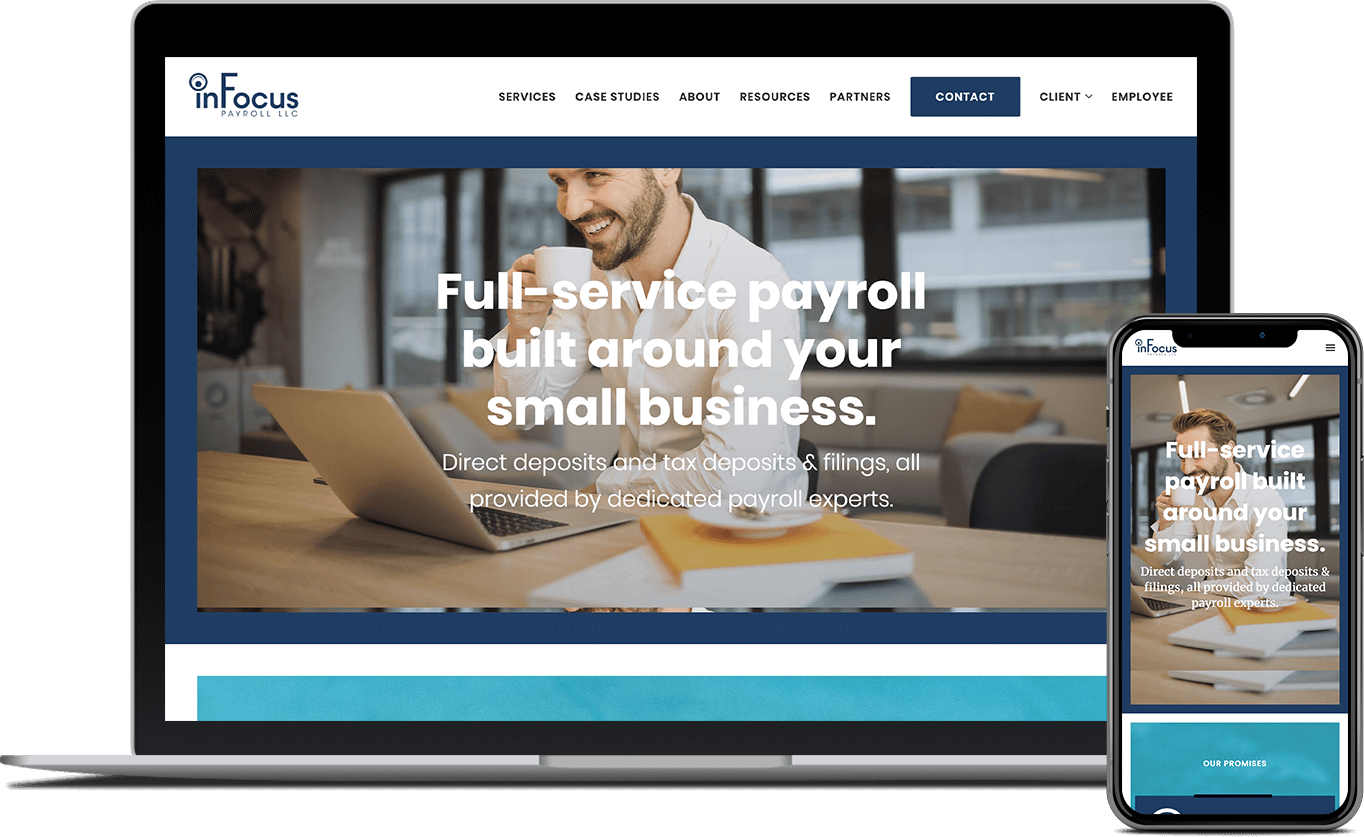 inFocus
PAYROLL LLC
SERVICES CASE STUDIES ABOUT RESOURCES PARTNERS CONTACT CLIENT EMPLOYEE
Full-service payroll
built around your
small business.
Direct deposits and tax deposits & filings, all
provided by dedicated payroll experts.
inFocus
PAYROLL LLC
Full-service
payroll built
around your
small business.
Direct deposits and tax deposits &
filings, all provided by dedicated
payroll experts.
OUR PROMISES